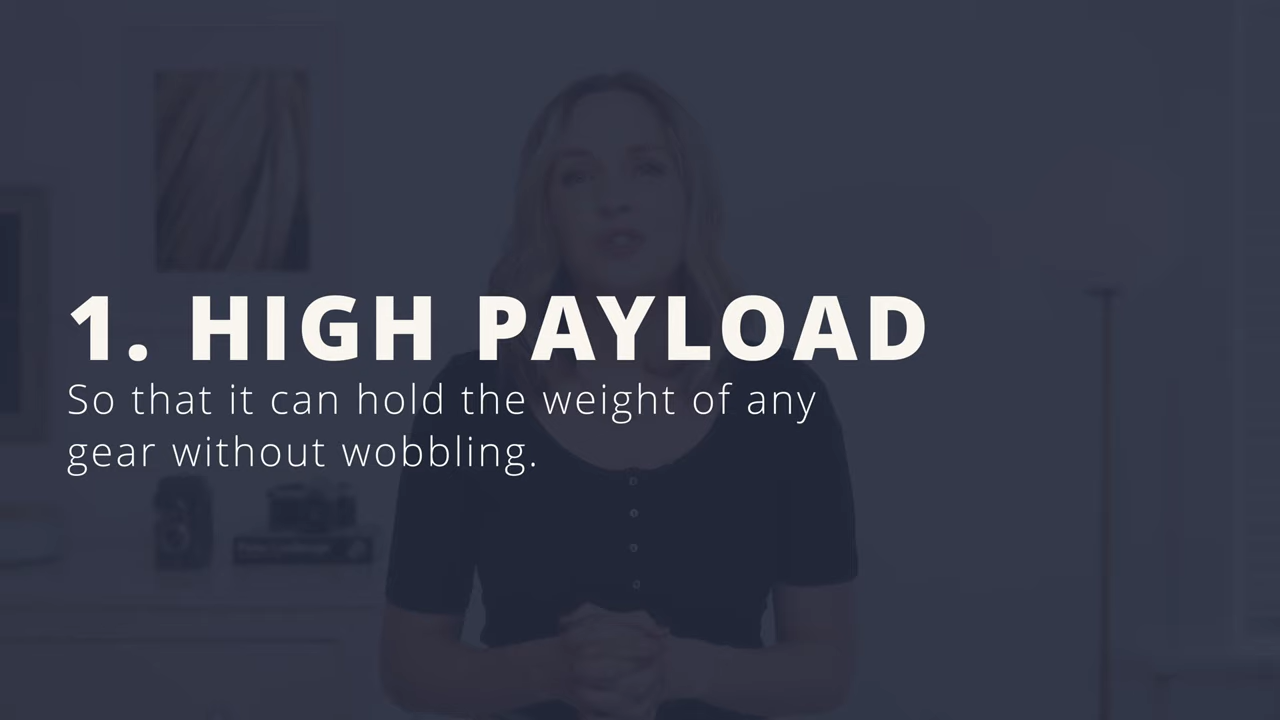 1. HIGH PAYLOAD
So that it can hold the weight of any
gear without wobbling.